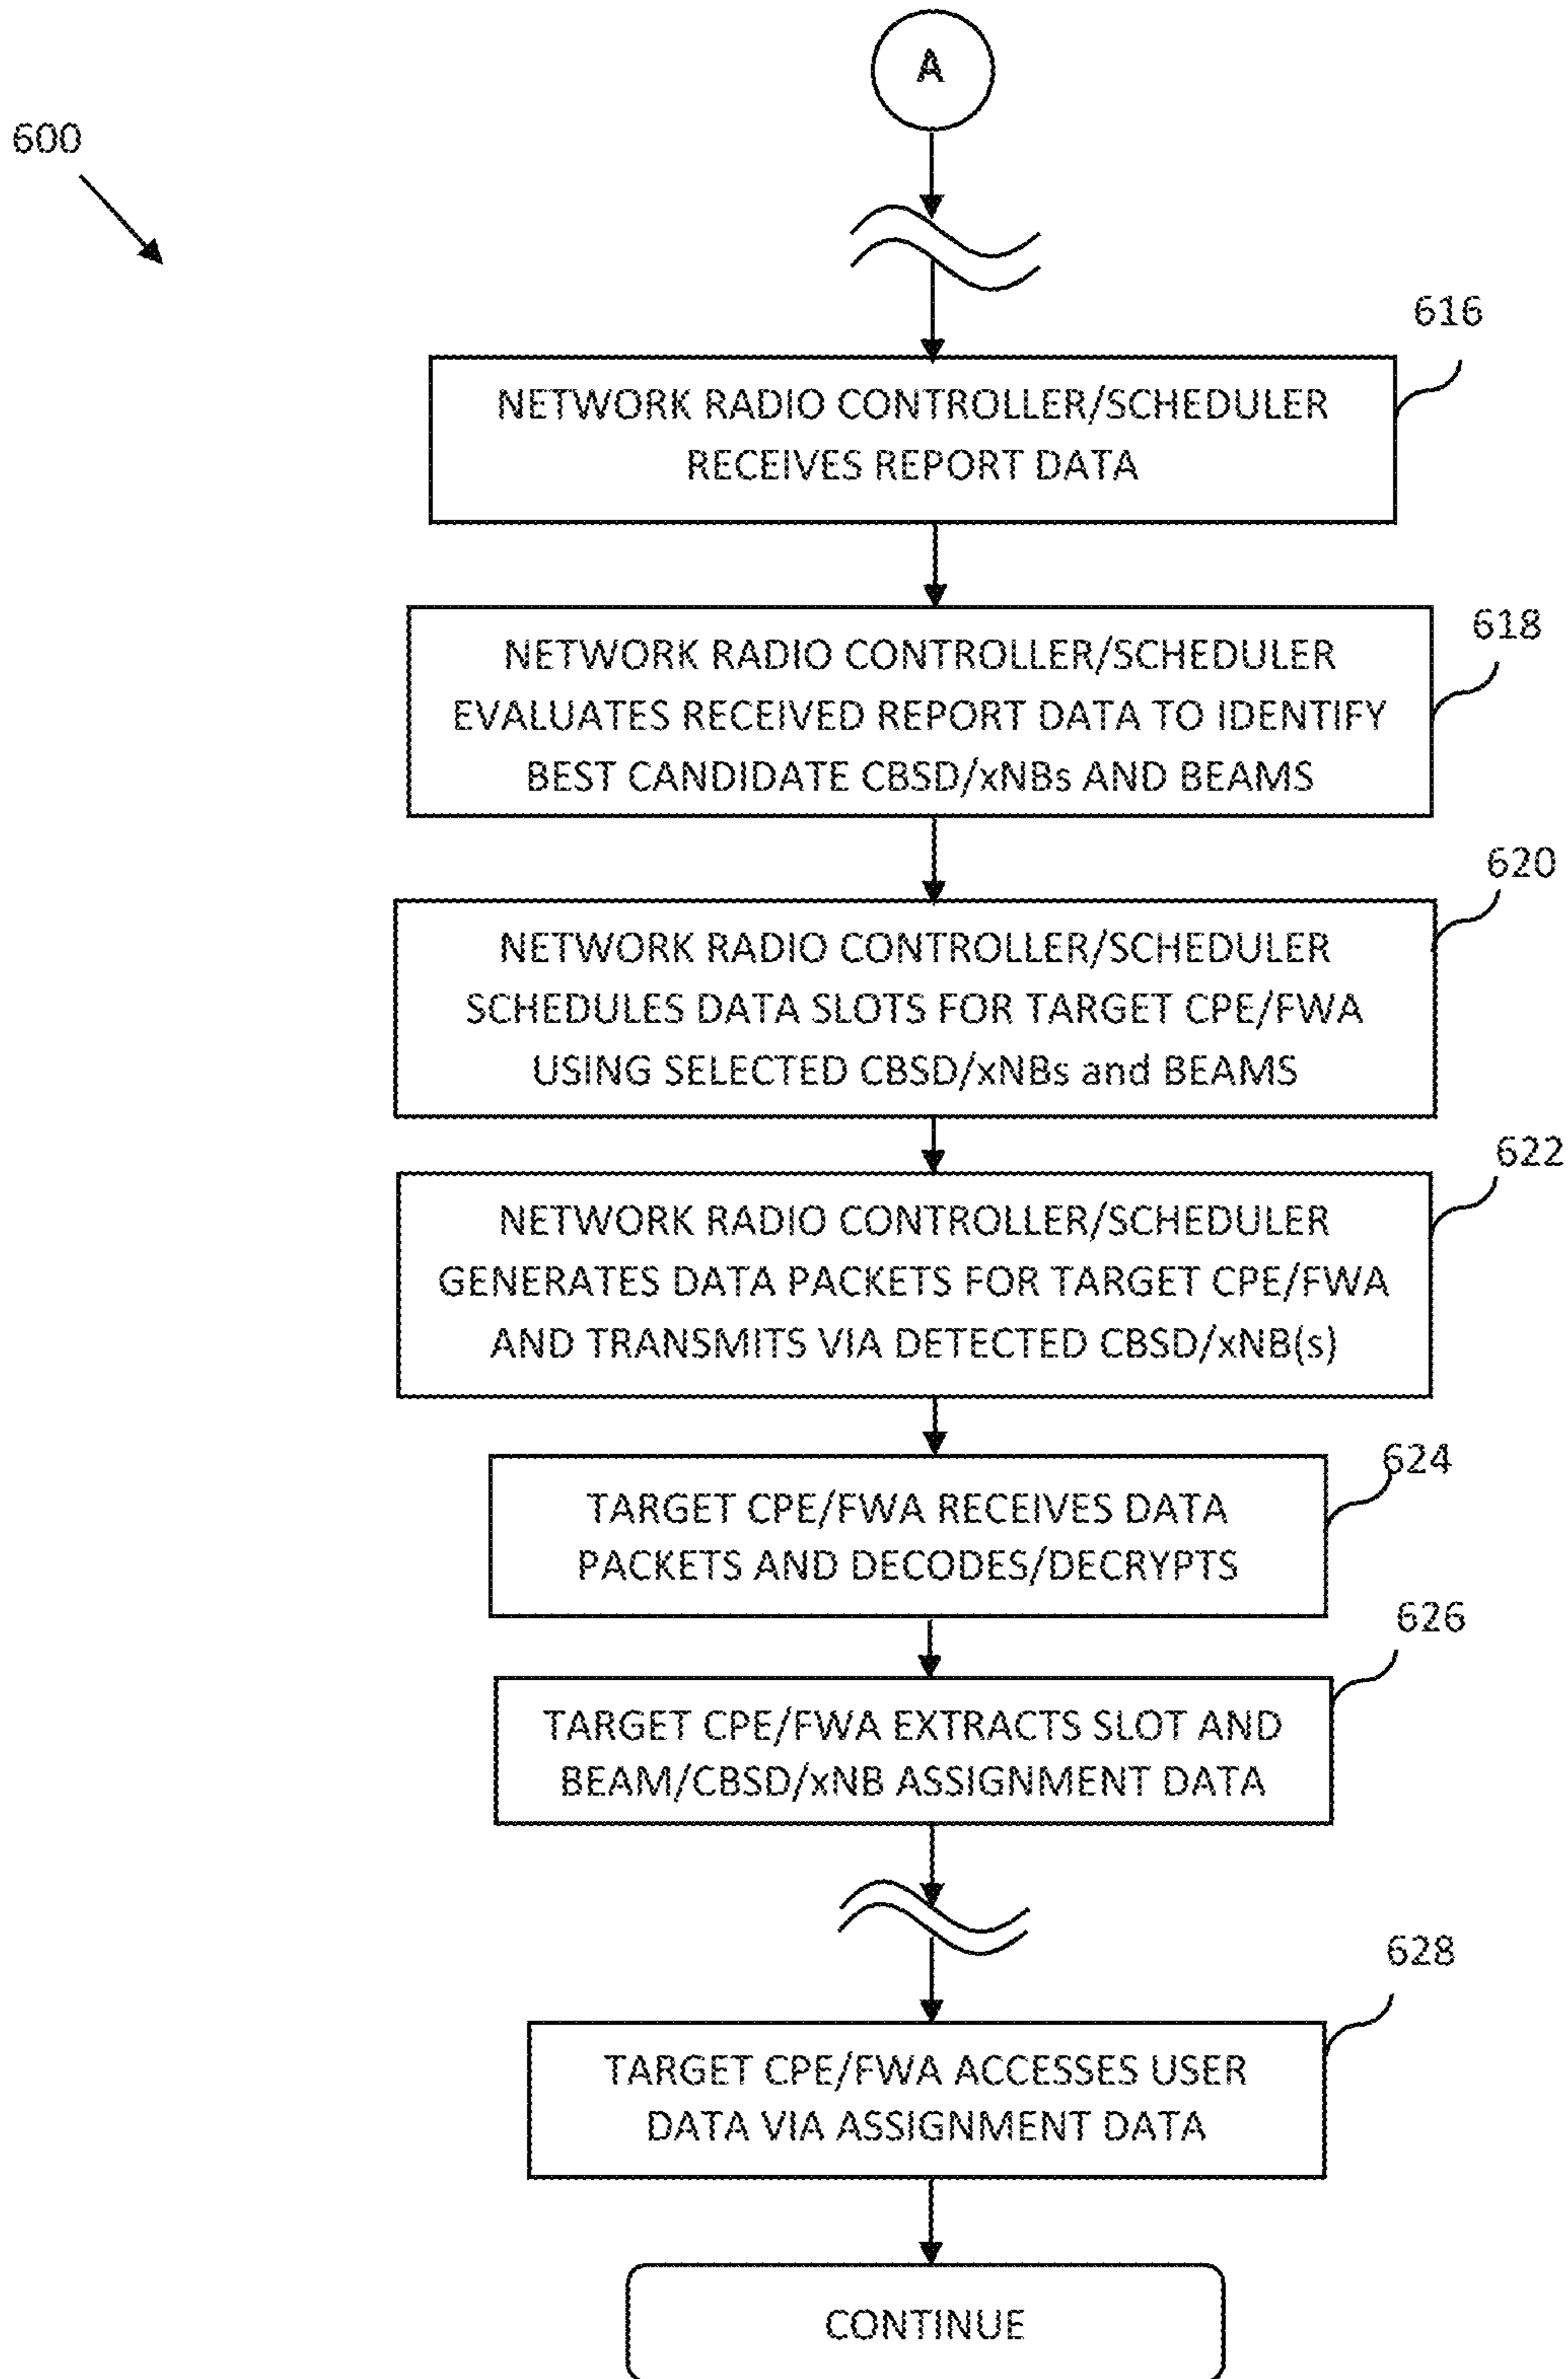 A
600
616
NETWORK RADIO CONTROLLER/SCHEDULER
RECEIVES REPORT DATA
618
NETWORK RADIO CONTROLLER/SCHEDULER
EVALUATES RECEIVED REPORT DATA TO IDENTIFY
BEST CANDIDATE CBSD/xNBs AND BEAMS
620
NETWORK RADIO CONTROLLER/SCHEDULER
SCHEDULES DATA SLOTS FOR TARGET CPE/FWA
USING SELECTED CBSD/xNBs and BEAMS
622
NETWORK RADIO CONTROLLER/SCHEDULER
GENERATES DATA PACKETS FOR TARGET CPE/FWA
AND TRANSMITS VIA DETECTED CBSD/xNB(s)
624
TARGET CPE/FWA RECEIVES DATA
PACKETS AND DECODES/DECRYPTS
626
TARGET CPE/FWA EXTRACTS SLOT AND
BEAM/CBSD/xNB ASSIGNMENT DATA
628
TARGET CPE/FWA ACCESSES USER
DATA VIA ASSIGNMENT DATA
CONTINUE